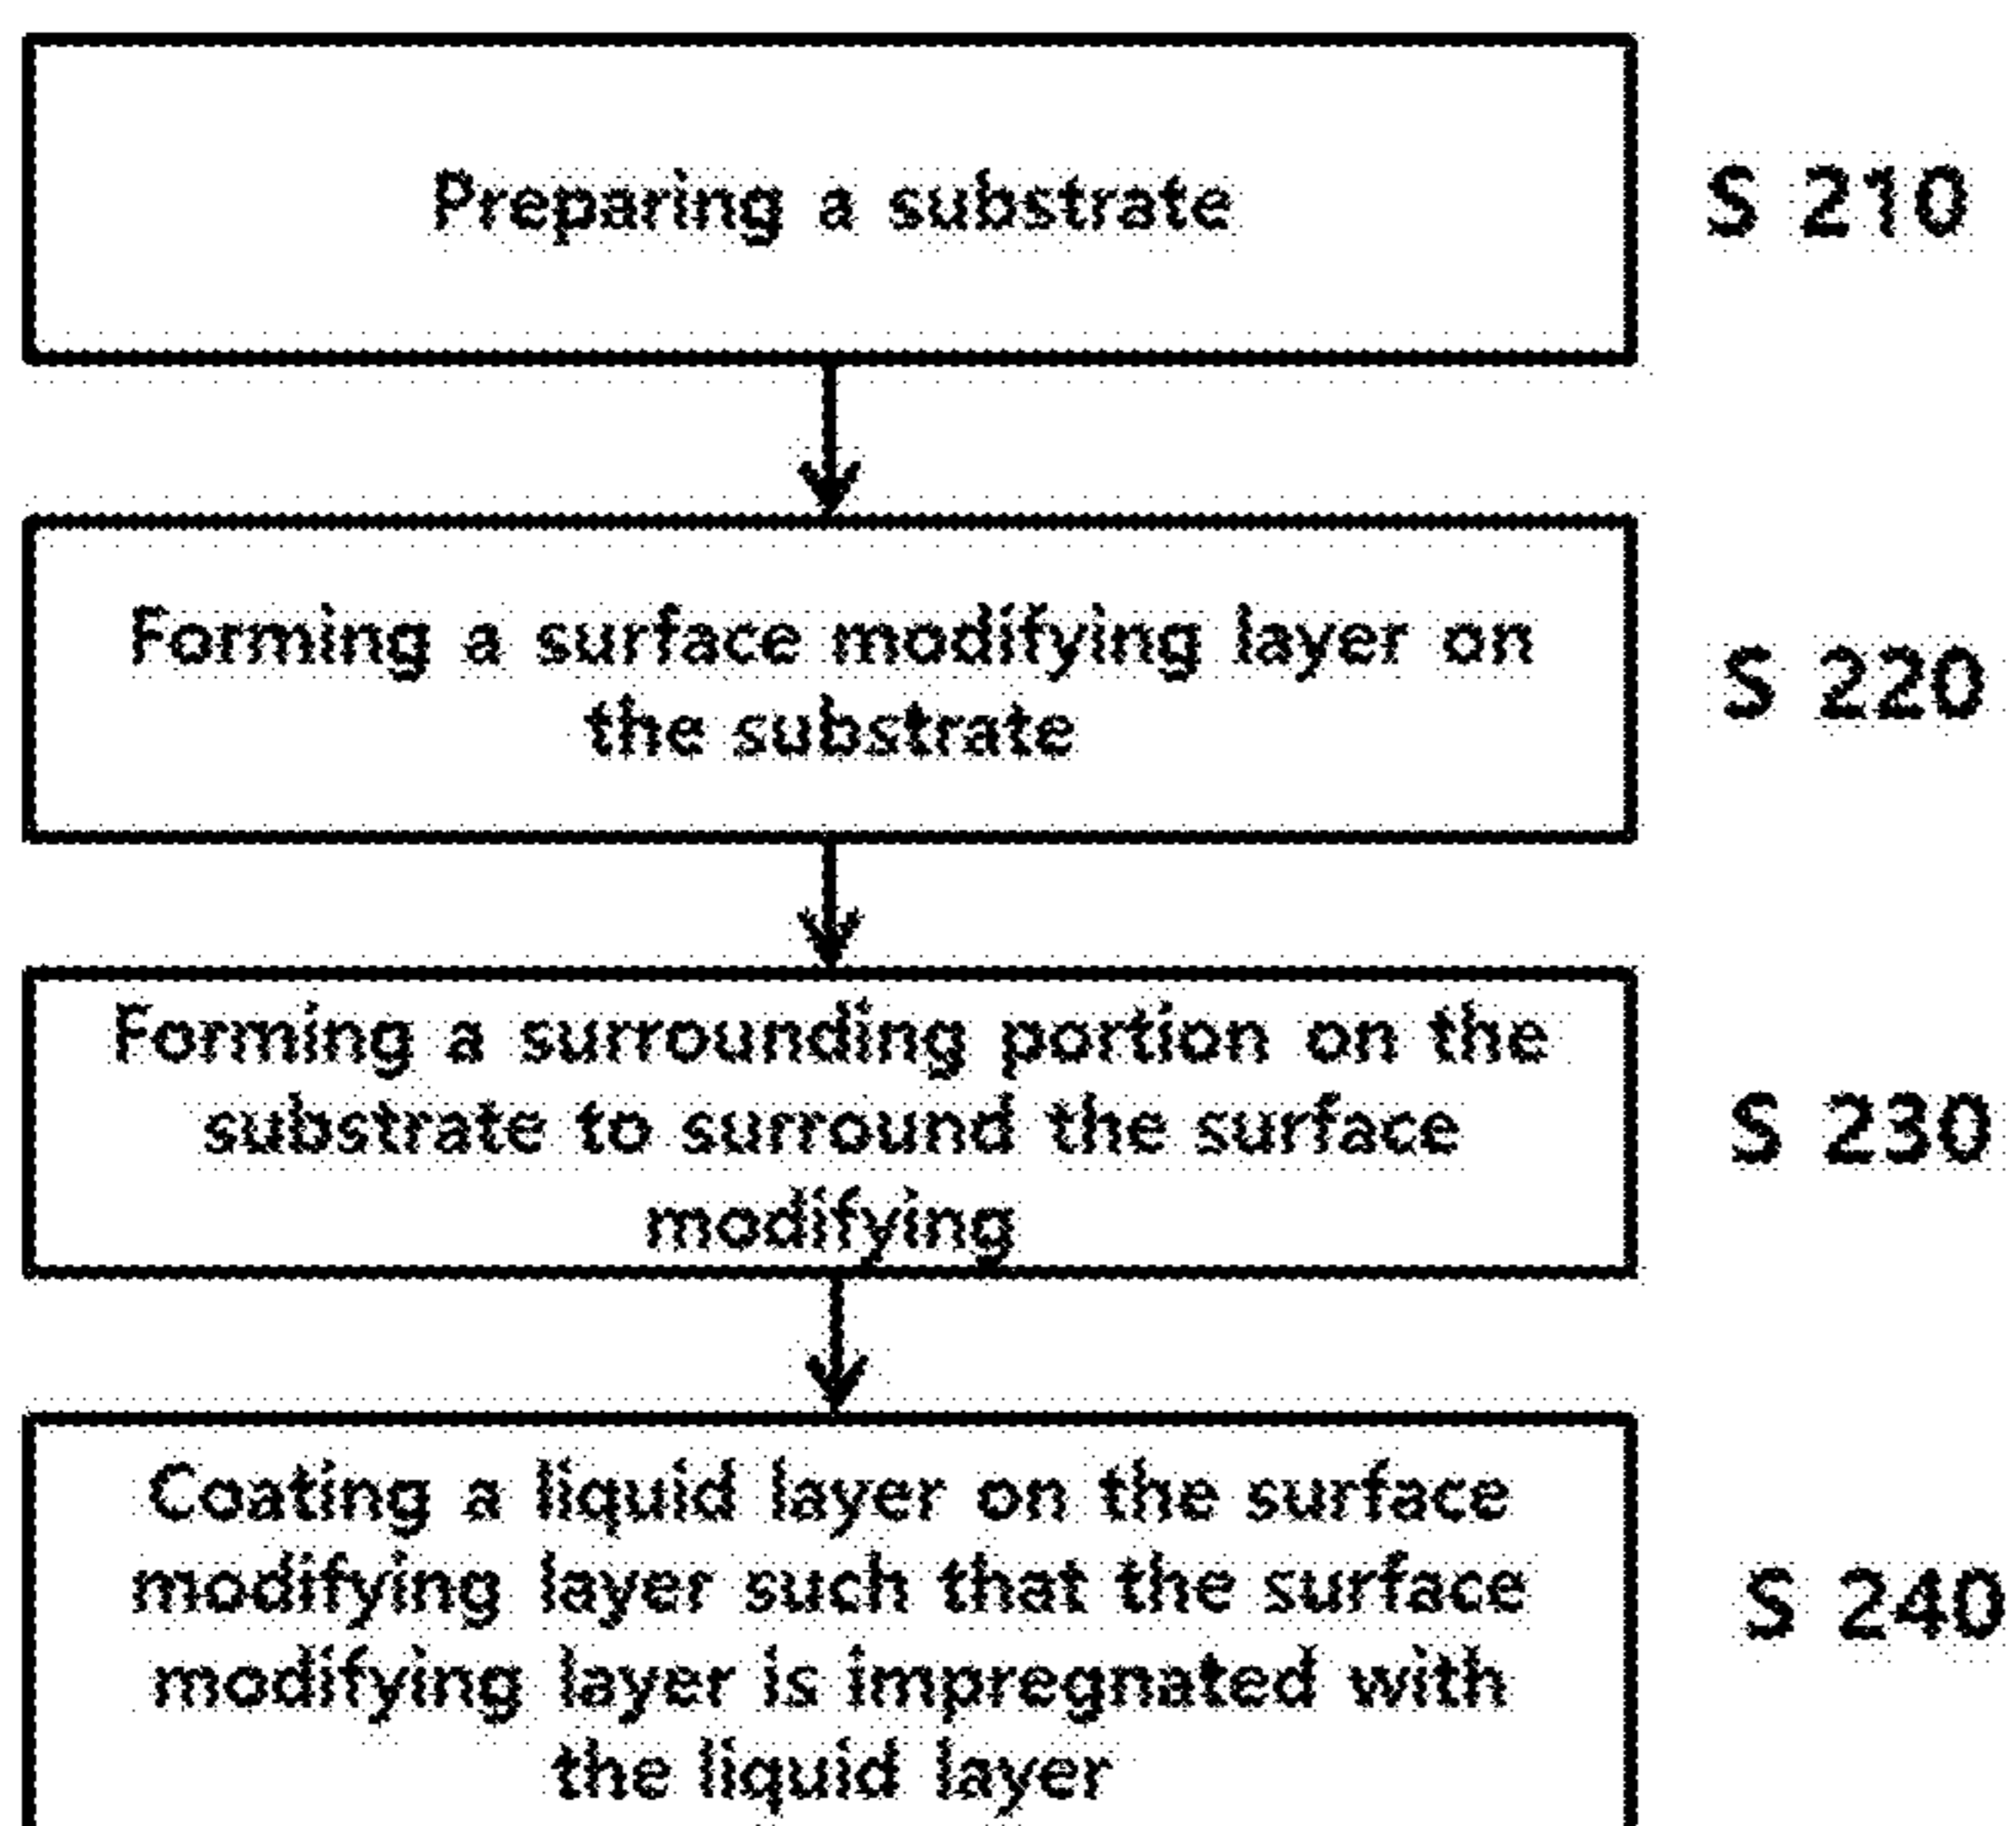 Preparing a substrate
S 210
Forming a surface modifying layer on
the substrate
S 220
Forming a surrounding portion on the
substrate to surround the surface
modifying
S 230
Coating a liquid layer on the surface
modifying layer such that the surface
modifying layer is impregnated with
the liquid layer
S 240